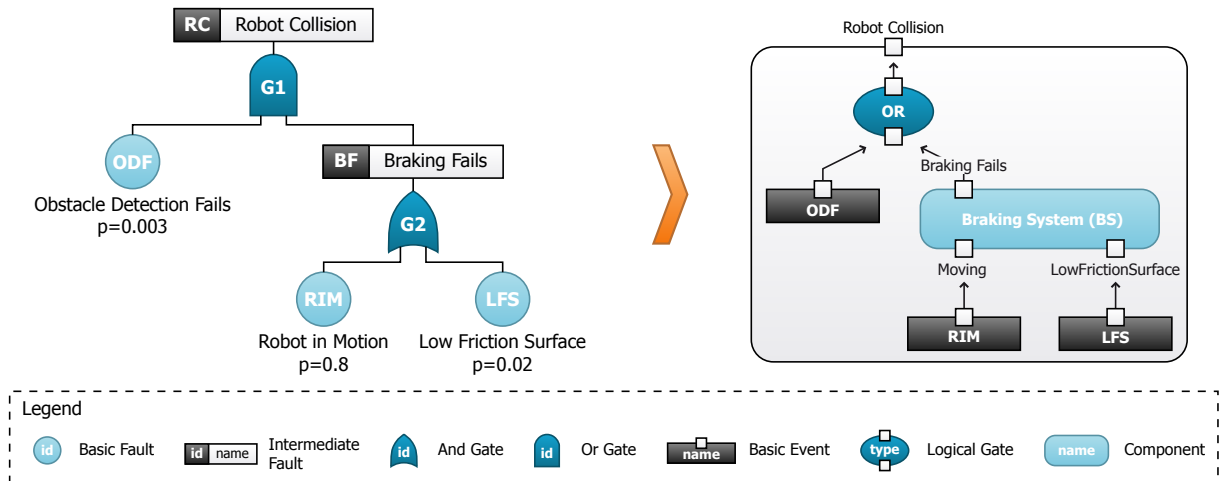 RC Robot Collision
G1
ODF
Obstacle Detection Fails
p=0.003
BF Braking Fails
G2
RIM
Robot in Motion
p=0.8
LFS
Low Friction Surface
p=0.02
Robot Collision
OR
Braking Fails
ODF
Braking System (BS)
Moving
LowFrictionSurface
RIM
LFS
Legend
id Basic Fault
id name Intermediate
Fault
id And Gate
id Or Gate
name Basic Event
type Logical Gate
name Component